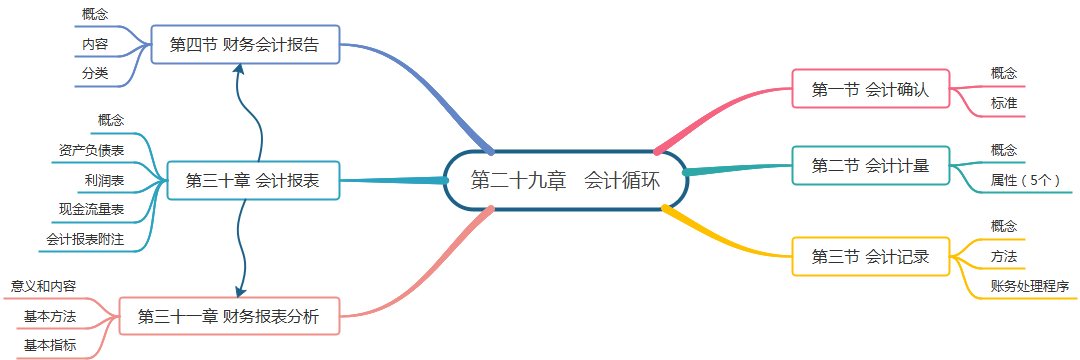 第二十九章　会计循环
第一节 会计确认
概念
标准
第二节 会计计量
概念
属性（5个）
第三节 会计记录
概念
方法
账务处理程序
第四节 财务会计报告
概念
内容
分类
第三十章 会计报表
概念
资产负债表
利润表
现金流量表
会计报表附注
第三十一章 财务报表分析
意义和内容
基本方法
基本指标